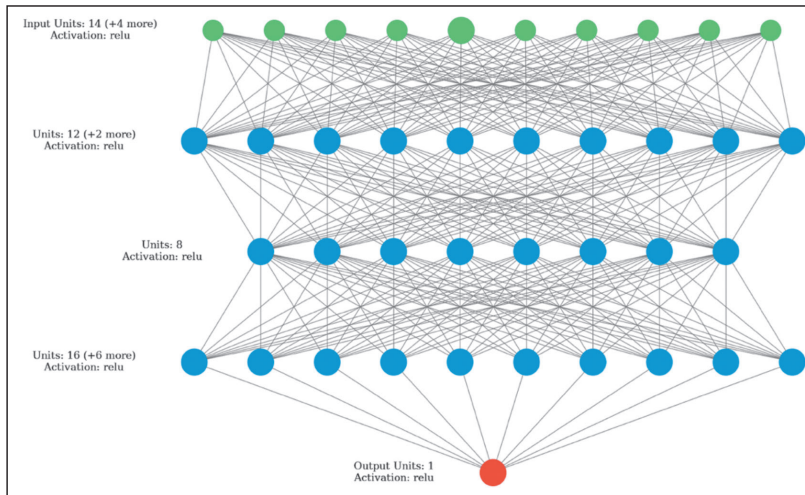 Input Units: 14 (+4 more)
Activation: relu
Units: 12 (+2 more)
Activation: relu
Units: 8
Activation: relu
Units: 16 (+6 more)
Activation: relu
Output Units: 1
Activation: relu